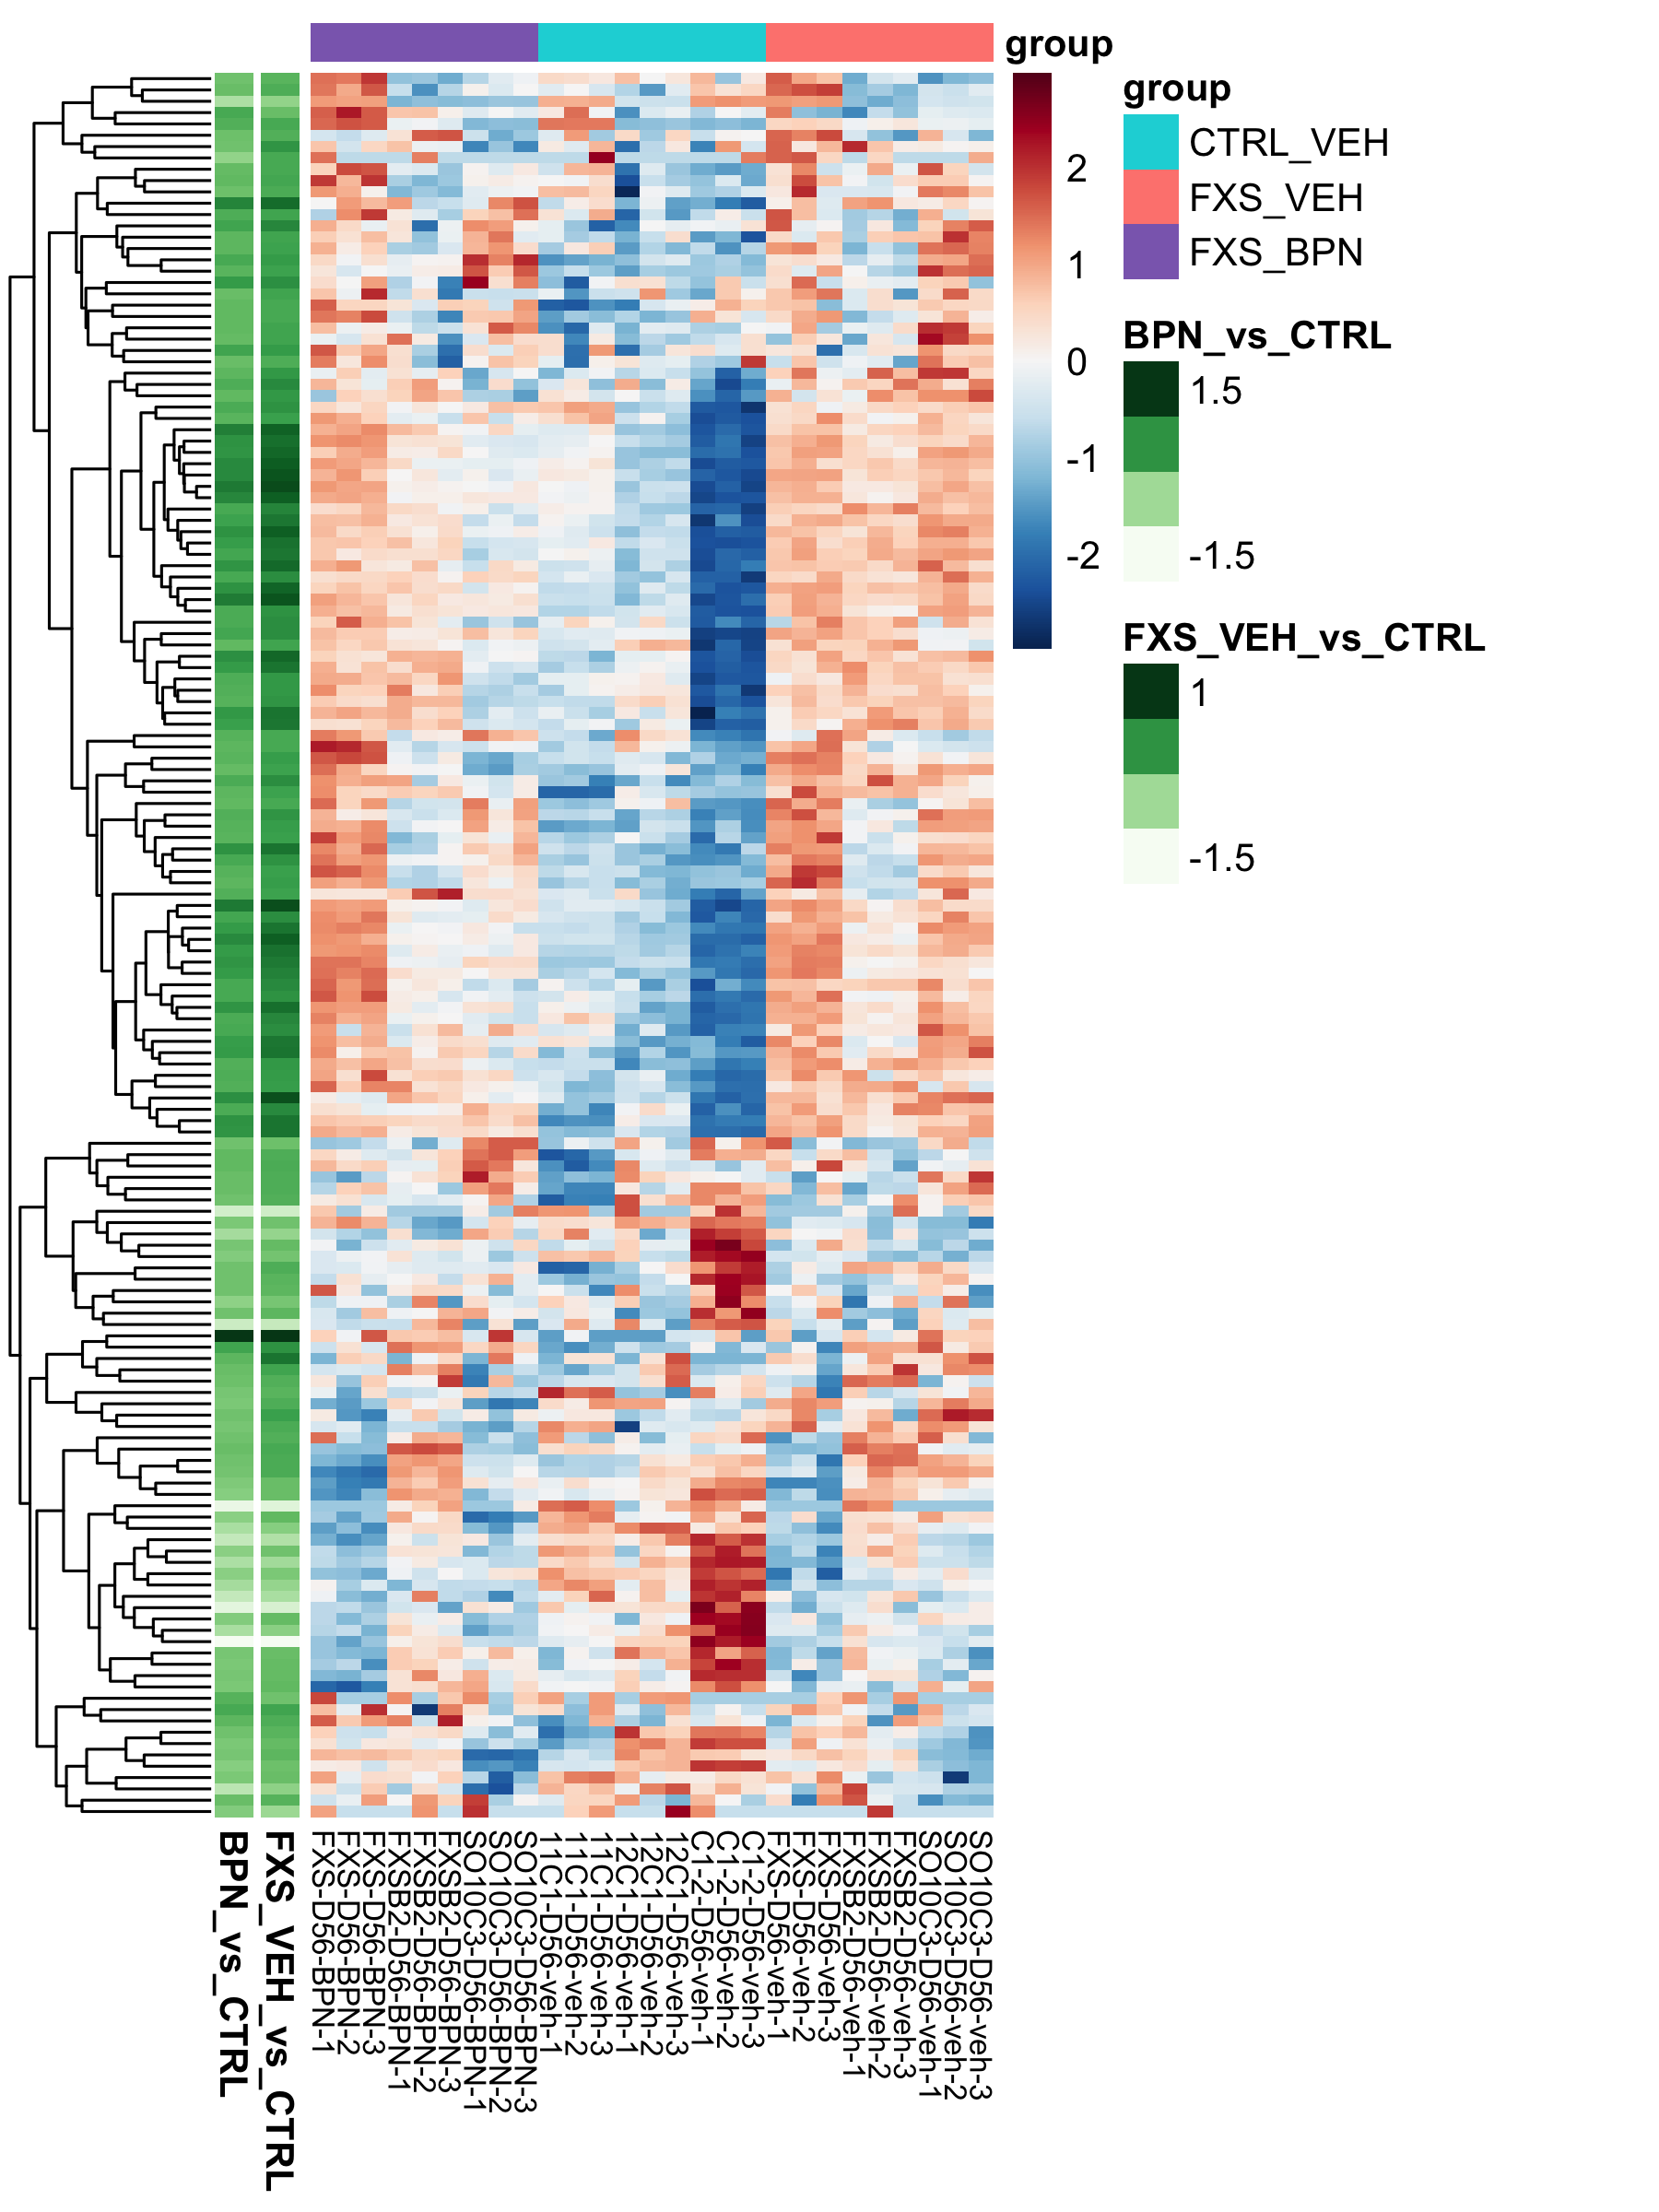 group
2
1
0
-1
-2
group
CTRL_VEH
FXS_VEH
FXS_BPN
BPN_vs_CTRL
1.5
-1.5
FXS_VEH_vs_CTRL
1
-1.5
BPN_vs_CTRL
FXS_VEH_vs_CTRL
FXS-D56-BPN-1
FXS-D56-BPN-2
FXS-D56-BPN-3
FXSB2-D56-BPN-1
FXSB2-D56-BPN-2
FXSB2-D56-BPN-3
SO10C3-D56-BPN-1
SO10C3-D56-BPN-2
SO10C3-D56-BPN-3
11C1-D56-veh-1
11C1-D56-veh-2
11C1-D56-veh-3
12C1-D56-veh-1
12C1-D56-veh-2
12C1-D56-veh-3
C1-2-D56-veh-1
C1-2-D56-veh-2
C1-2-D56-veh-3
FXS-D56-veh-1
FXS-D56-veh-2
FXS-D56-veh-3
FXSB2-D56-veh-1
FXSB2-D56-veh-2
FXSB2-D56-veh-3
SO10C3-D56-veh-1
SO10C3-D56-veh-2
SO10C3-D56-veh-3